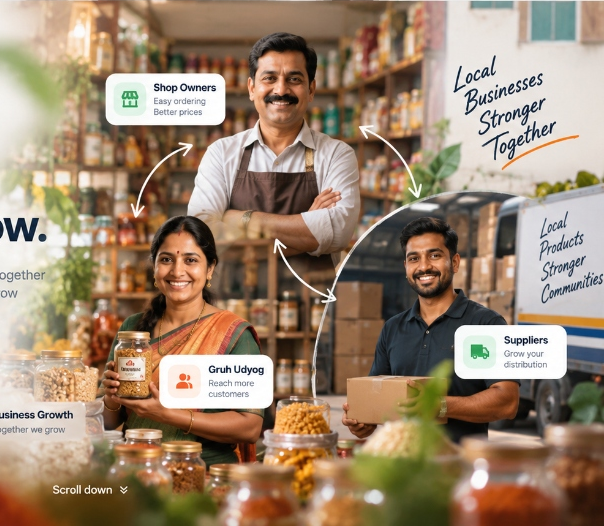 Shop Owners
Easy ordering
Better prices
Local
Businesses
Stronger
Together
ow.
ogether
ow
Local
Products
Stronger
Communities
Suppliers
Grow your
distribution
Gruh Udyog
Reach more
customers
usiness Growth
ogether we grow
Scroll down